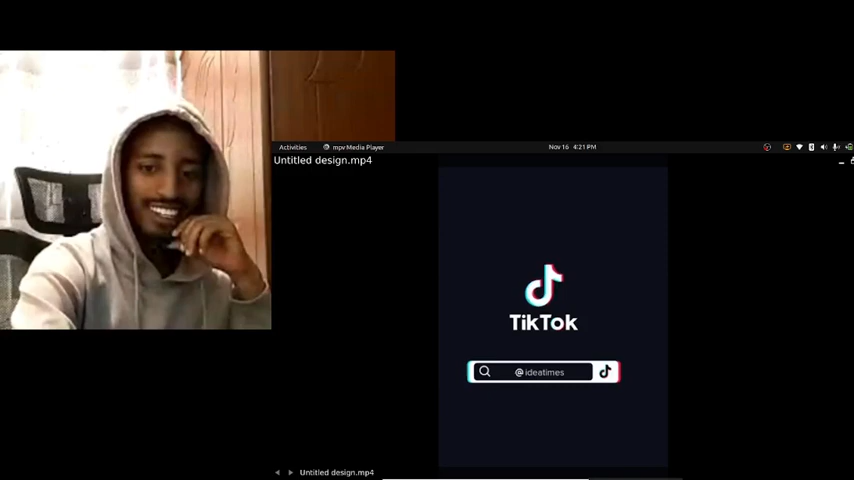 Activities mpv Media Player Nov 16 4:21 PM
Untitled design.mp4
TikTok
@ideatimes
Untitled design.mp4